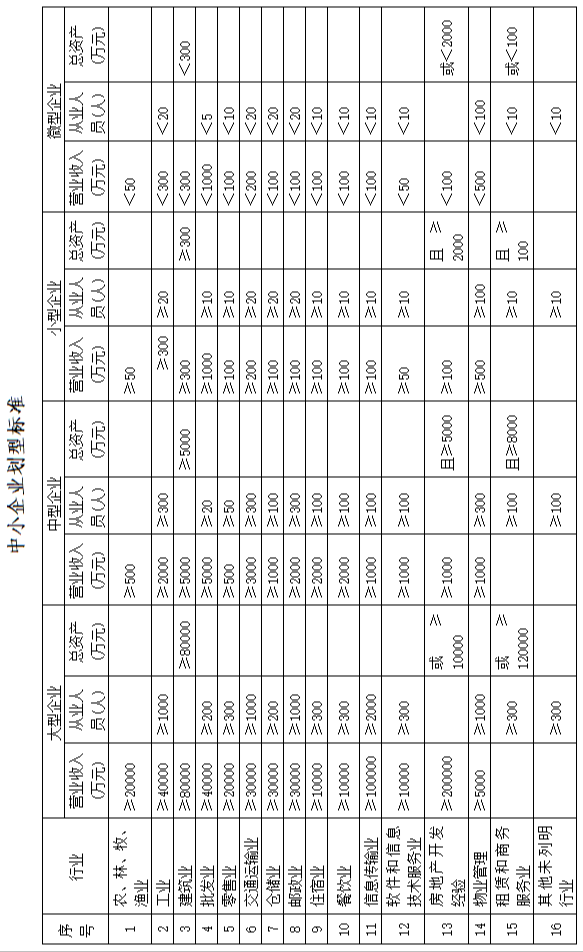 中小企业划型标准
序号 行业 大型企业 中型企业 小型企业 微型企业
营业收入(万元) 从业人员(人) 总资产(万元) 营业收入(万元) 从业人员(人) 总资产(万元) 营业收入(万元) 从业人员(人) 总资产(万元) 营业收入(万元) 从业人员(人) 总资产(万元)
1 农、林、牧、渔业 ≥20000 ≥500 ≥50 ＜50
2 工业 ≥40000 ≥1000 ≥2000 ≥300 ≥300 ≥20 ＜300 ＜20
3 建筑业 ≥80000 ≥80000 ≥5000 ≥5000 ≥300 ≥300 ＜300 ＜300
4 批发业 ≥40000 ≥200 ≥5000 ≥20 ≥1000 ≥10 ＜1000 ＜5
5 零售业 ≥20000 ≥300 ≥500 ≥50 ≥100 ≥10 ＜100 ＜10
6 交通运输业 ≥30000 ≥1000 ≥3000 ≥300 ≥200 ≥20 ＜200 ＜20
7 仓储业 ≥30000 ≥200 ≥1000 ≥100 ≥100 ≥20 ＜100 ＜20
8 邮政业 ≥30000 ≥1000 ≥2000 ≥300 ≥100 ≥20 ＜100 ＜20
9 住宿业 ≥10000 ≥300 ≥2000 ≥100 ≥100 ≥10 ＜100 ＜10
10 餐饮业 ≥10000 ≥300 ≥2000 ≥100 ≥100 ≥10 ＜100 ＜10
11 信息传输业 ≥100000 ≥2000 ≥1000 ≥100 ≥100 ≥10 ＜100 ＜10
12 软件和信息技术服务业 ≥10000 ≥300 ≥1000 ≥100 ≥50 ≥10 ＜50 ＜10
13 房地产开发经验 ≥200000 或 ≥ 10000 ≥1000 且≥5000 ≥100 且 ≥ 2000 ＜100 或＜2000
14 物业管理 ≥5000 ≥1000 ≥1000 ≥300 ≥500 ≥100 ＜500 ＜100
15 租赁和商务服务业 ≥300 或 ≥ 120000 ≥100 且≥8000 ≥10 且 ≥ 100 ＜10 或＜100
16 其他未列明行业 ≥300 ≥100 ≥10 ＜10